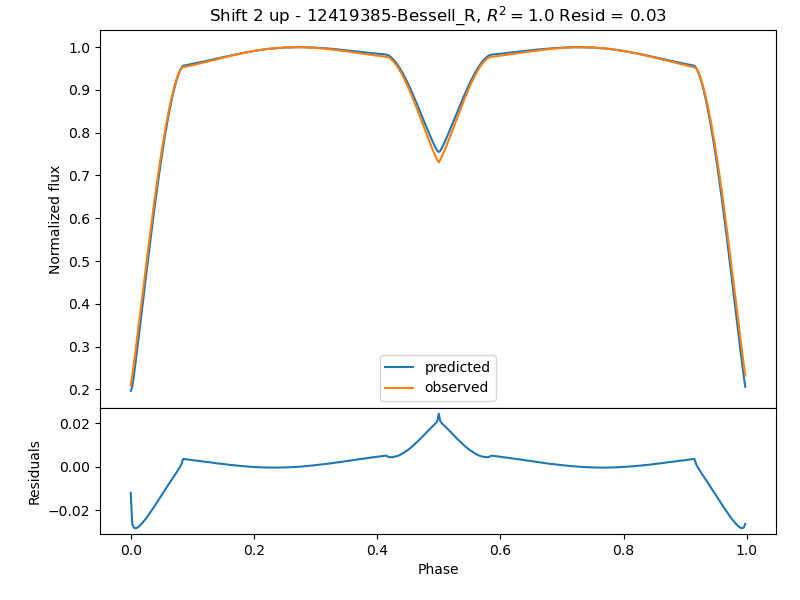 Shift 2 up - 12419385-Bessell_R, R² = 1.0 Resid = 0.03
1.0
0.9
0.8
0.7
0.6
0.5
0.4
0.3
0.2
Normalized flux
predicted
observed
0.02
0.00
−0.02
Residuals
0.0 0.2 0.4 0.6 0.8 1.0
Phase